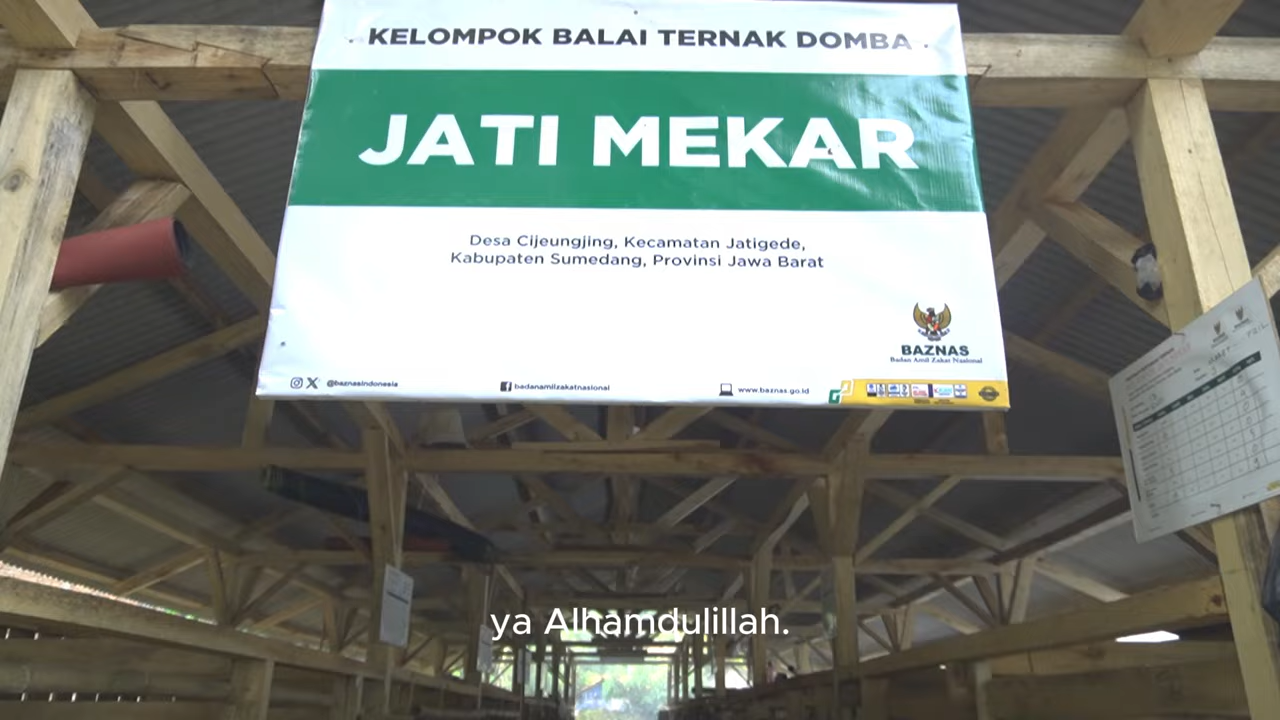 KELOMPOK BALAI TERNAK DOMBA
JATI MEKAR
Desa Cijeungjing, Kecamatan Jatigede,
Kabupaten Sumedang, Provinsi Jawa Barat
BAZNAS
Badan Amil Zakat Nasional
@baznasindonesia
badanamilzakatnasional
www.baznas.go.id
ya Alhamdulillah.